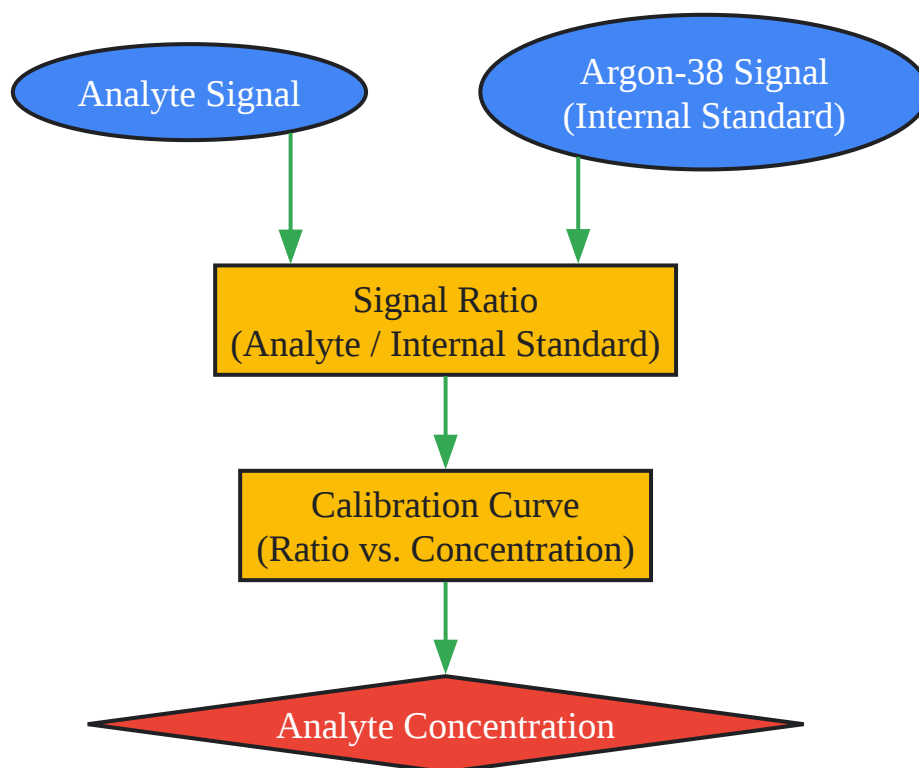 Analyte Signal
Argon-38 Signal
(Internal Standard)
Signal Ratio
(Analyte / Internal Standard)
Calibration Curve
(Ratio vs. Concentration)
Analyte Concentration